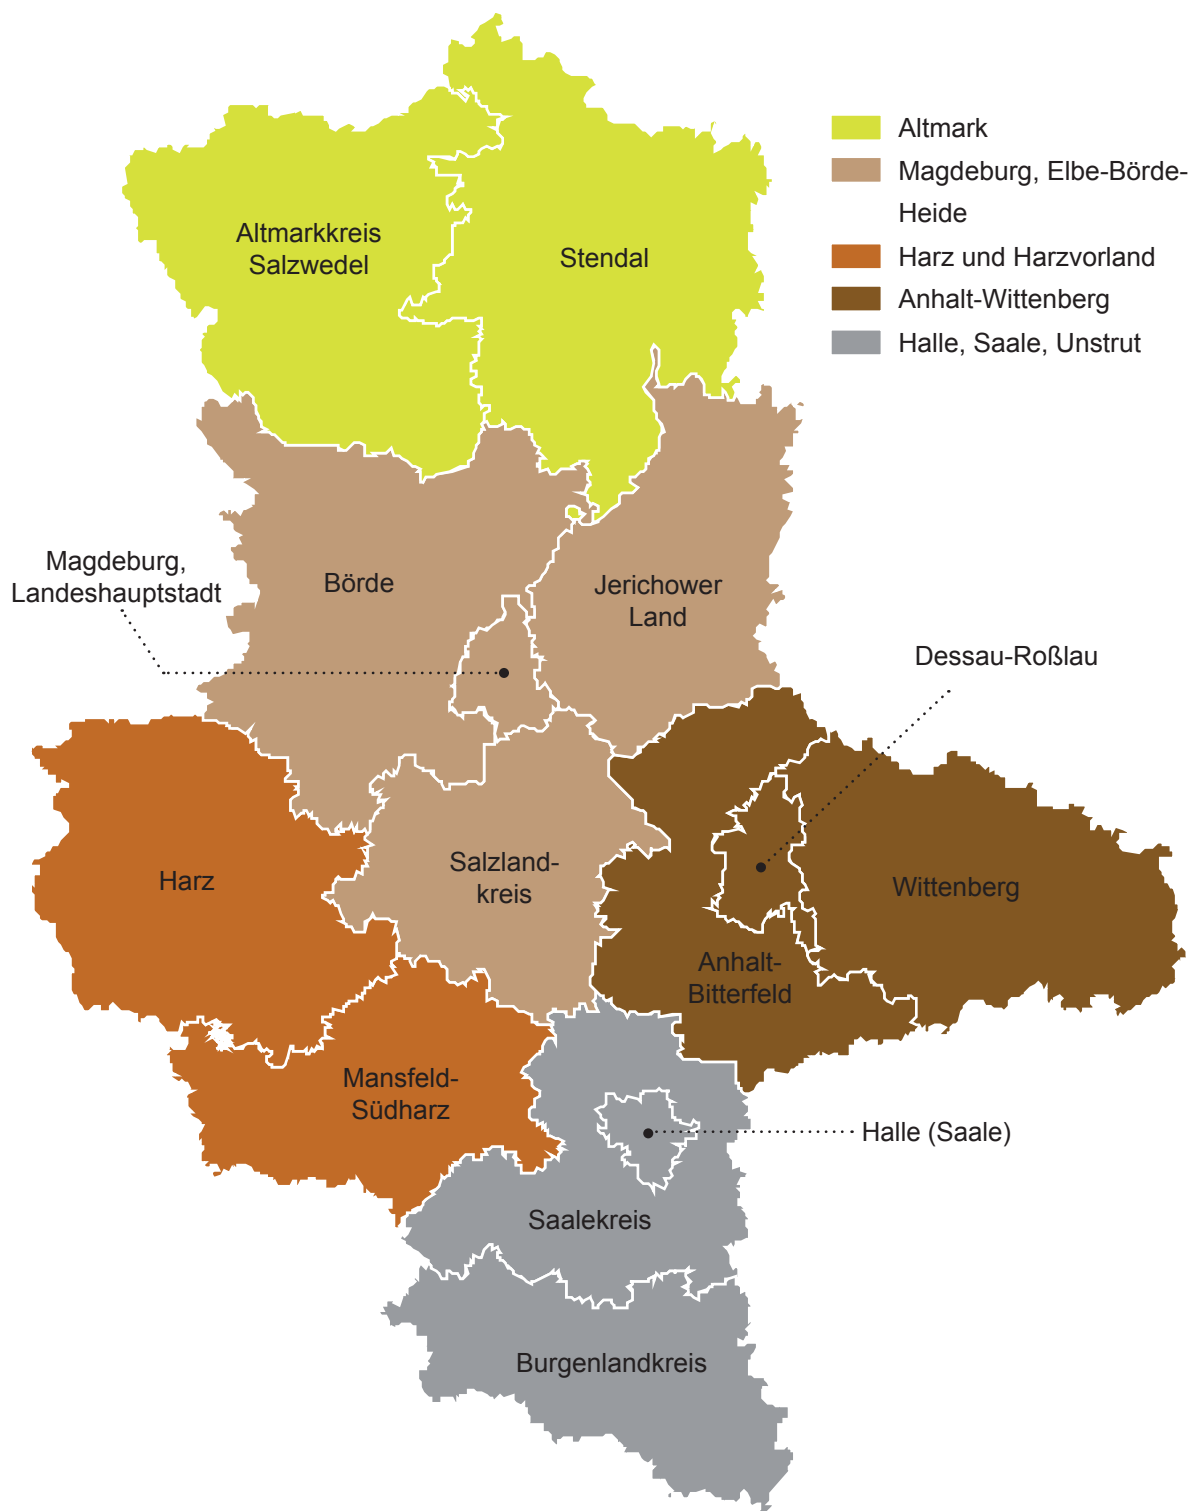 Altmark
Magdeburg, Elbe-Börde-
Heide
Harz und Harzvorland
Anhalt-Wittenberg
Halle, Saale, Unstrut
Altmarkkreis
Salzwedel
Stendal
Magdeburg,
Landeshauptstadt
Börde
Jerichower
Land
Dessau-Roßlau
Harz
Salzland-
kreis
Wittenberg
Anhalt-
Bitterfeld
Mansfeld-
Südharz
Halle (Saale)
Saalekreis
Burgenlandkreis